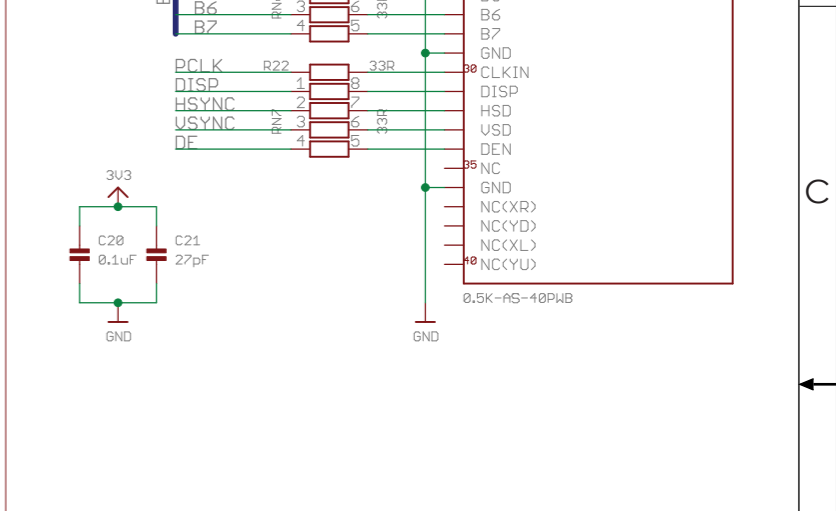 B6 3 6 B6
B7 4 5 B7
GND
PCLK R22 33R 30 CLKIN
DISP 1 8 DISP
HSYNC 2 7 HSD
VSYNC 3 6 VSD
RN7 33R
DE 4 5 DEN
35 NC
GND
3V3
NC(XR)
NC(YD)
NC(XL)
40 NC(YU)
C
C20 C21
0.1uF 27pF
0.5K-AS-40PWB
GND GND